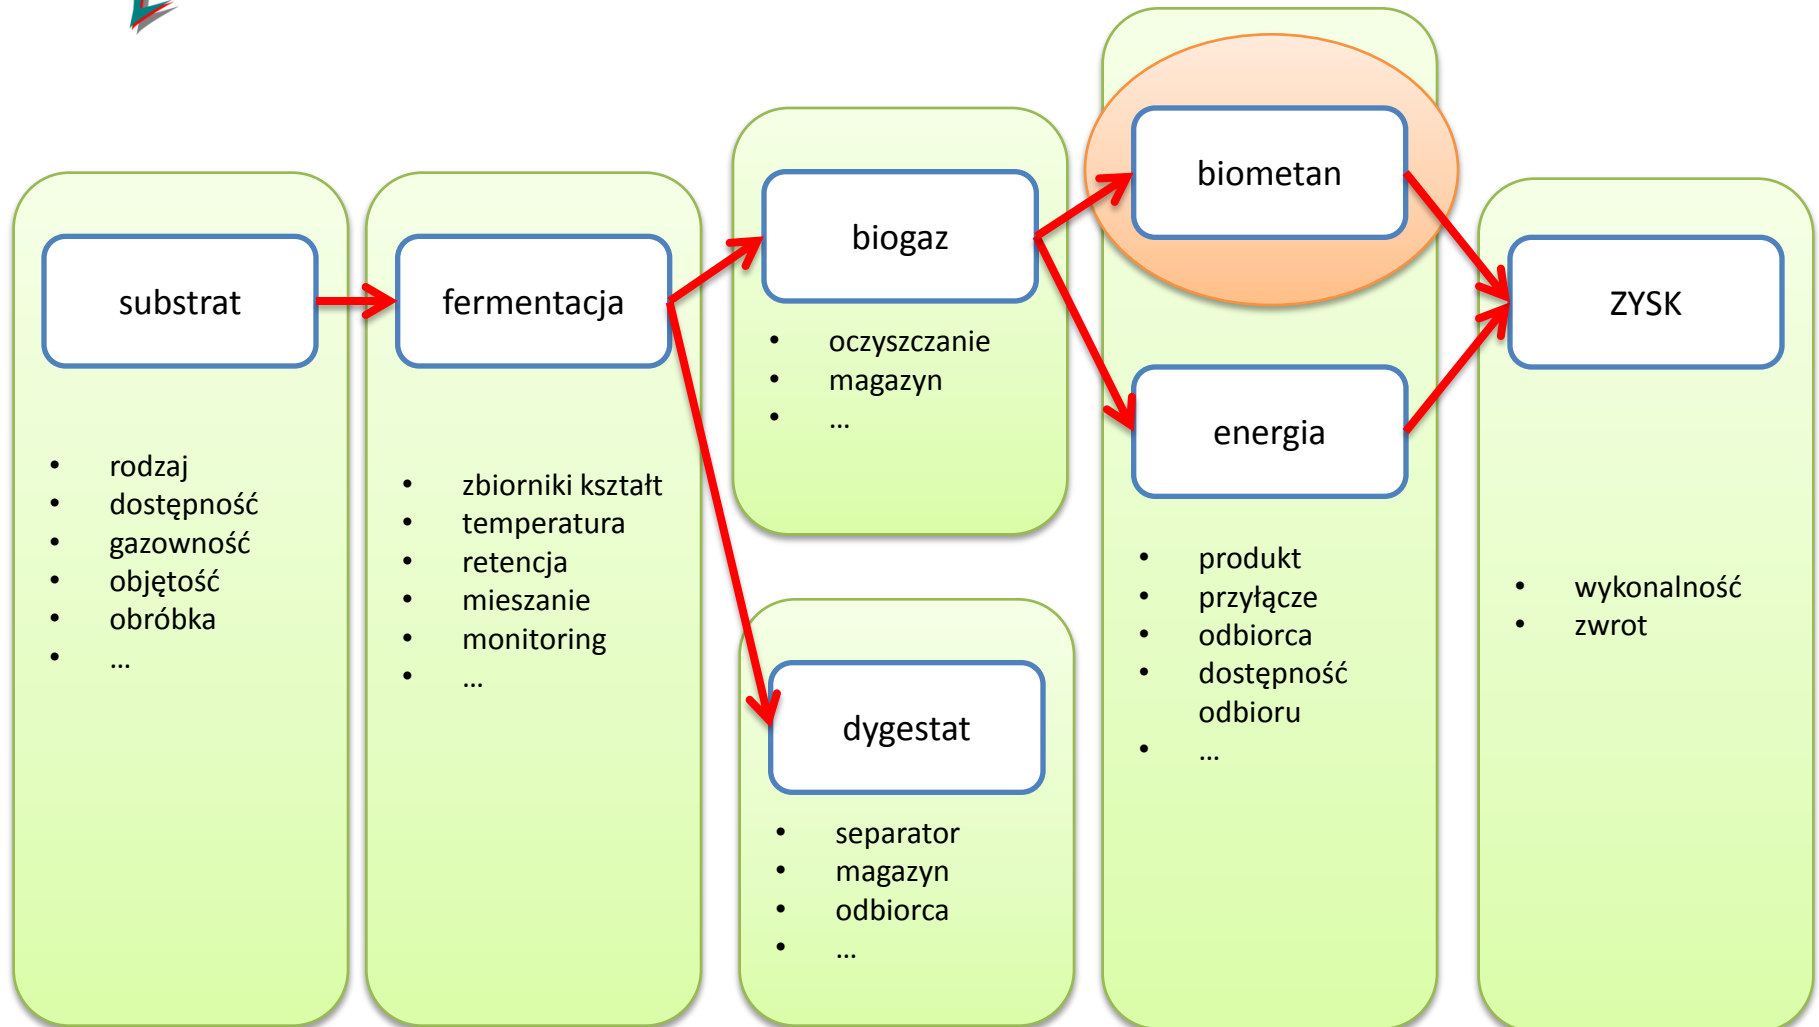 substrat
• rodzaj
• dostępność
• gazowność
• objętość
• obróbka
• ...
fermentacja
• zbiorniki kształt
• temperatura
• retencja
• mieszanie
• monitoring
• ...
biogaz
• oczyszczanie
• magazyn
• ...
dygestat
• separator
• magazyn
• odbiorca
• ...
biometan
energia
• produkt
• przyłącze
• odbiorca
• dostępność
odbioru
• ...
ZYSK
• wykonalność
• zwrot